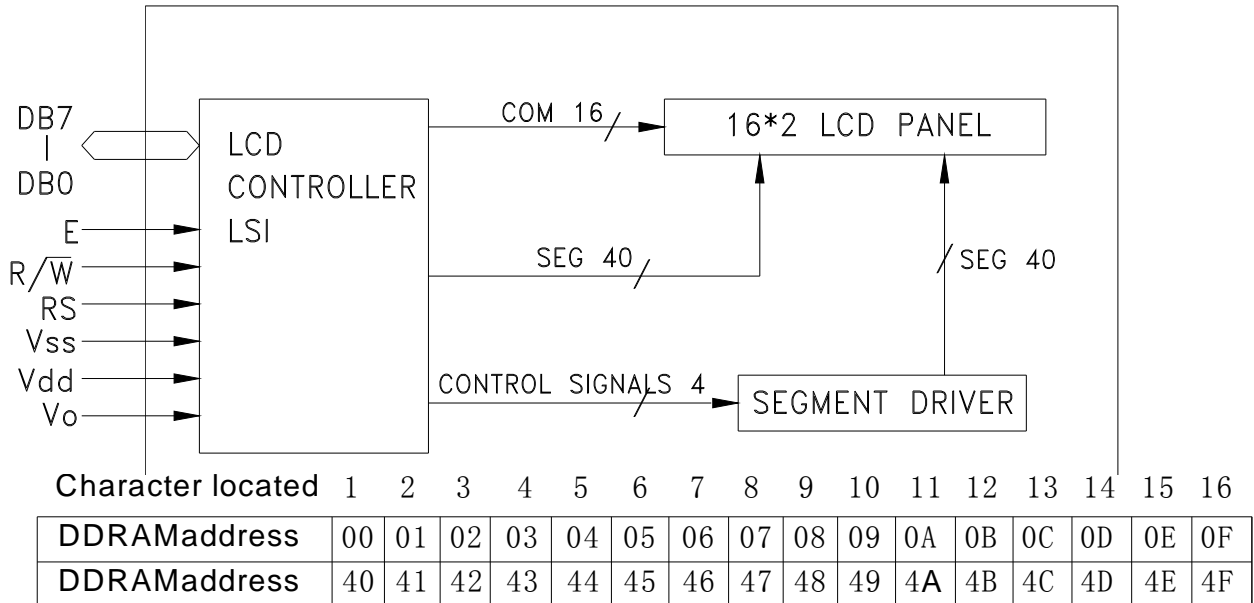 DB7
|
DB0
E
R/W̅
RS
Vss
Vdd
Vo
LCD
CONTROLLER
LSI
COM 16
16*2 LCD PANEL
SEG 40
SEG 40
CONTROL SIGNALS 4
SEGMENT DRIVER
Character located 1 2 3 4 5 6 7 8 9 10 11 12 13 14 15 16
DDRAMaddress 00 01 02 03 04 05 06 07 08 09 0A 0B 0C 0D 0E 0F
DDRAMaddress 40 41 42 43 44 45 46 47 48 49 4A 4B 4C 4D 4E 4F